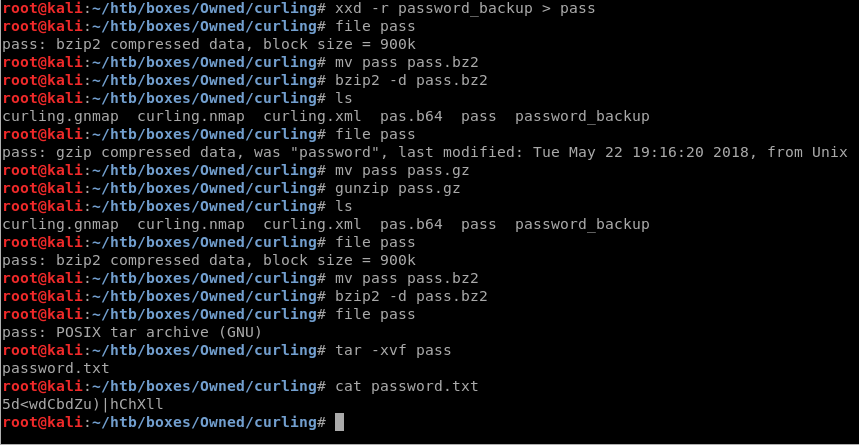 root@kali:~/htb/boxes/Owned/curling# xxd -r password_backup > pass
root@kali:~/htb/boxes/Owned/curling# file pass
pass: bzip2 compressed data, block size = 900k
root@kali:~/htb/boxes/Owned/curling# mv pass pass.bz2
root@kali:~/htb/boxes/Owned/curling# bzip2 -d pass.bz2
root@kali:~/htb/boxes/Owned/curling# ls
curling.gnmap  curling.nmap  curling.xml  pas.b64  pass  password_backup
root@kali:~/htb/boxes/Owned/curling# file pass
pass: gzip compressed data, was "password", last modified: Tue May 22 19:16:20 2018, from Unix
root@kali:~/htb/boxes/Owned/curling# mv pass pass.gz
root@kali:~/htb/boxes/Owned/curling# gunzip pass.gz
root@kali:~/htb/boxes/Owned/curling# ls
curling.gnmap  curling.nmap  curling.xml  pas.b64  pass  password_backup
root@kali:~/htb/boxes/Owned/curling# file pass
pass: bzip2 compressed data, block size = 900k
root@kali:~/htb/boxes/Owned/curling# mv pass pass.bz2
root@kali:~/htb/boxes/Owned/curling# bzip2 -d pass.bz2
root@kali:~/htb/boxes/Owned/curling# file pass
pass: POSIX tar archive (GNU)
root@kali:~/htb/boxes/Owned/curling# tar -xvf pass
password.txt
root@kali:~/htb/boxes/Owned/curling# cat password.txt
5d<wdCbdZu)|hChXll
root@kali:~/htb/boxes/Owned/curling#